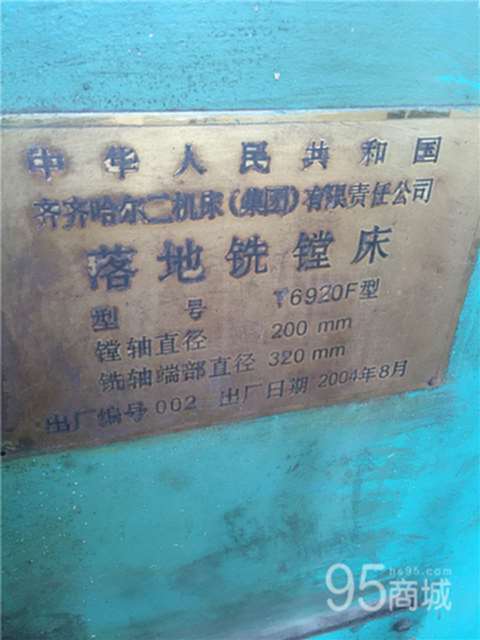 中华人民共和国
齐齐哈尔二机床(集团)有限责任公司
落地铣镗床
型号 T6920F型
镗轴直径 200 mm
铣轴端部直径 320 mm
出厂编号 002 出厂日期 2004年8月
he95.com
95商城